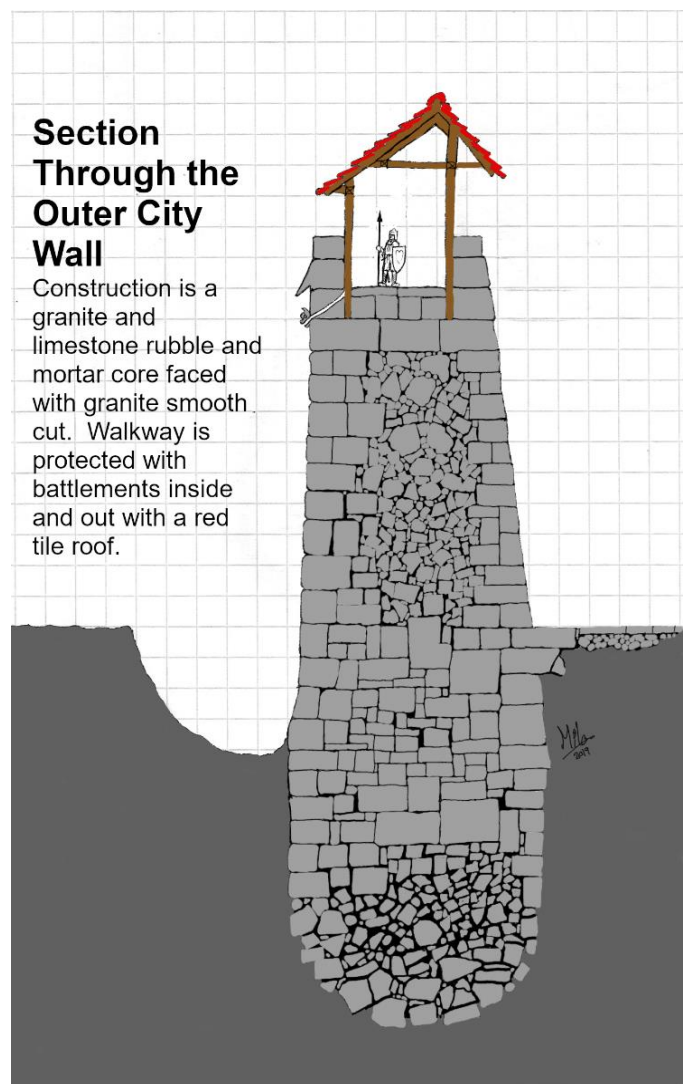 Section
Through the
Outer City
Wall
Construction is a
granite and
limestone rubble and
mortar core faced
with granite smooth
cut.  Walkway is
protected with
battlements inside
and out with a red
tile roof.
2019